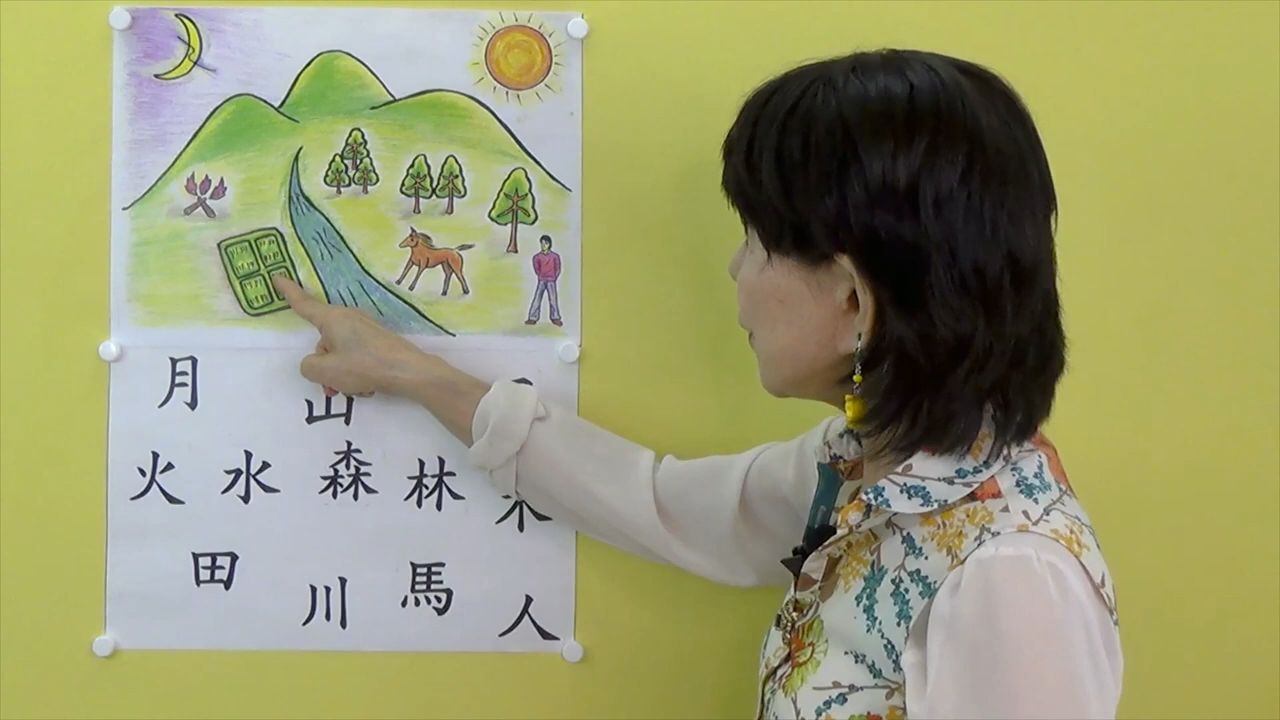 月 山
火 水 森 林 木
田 川 馬 人